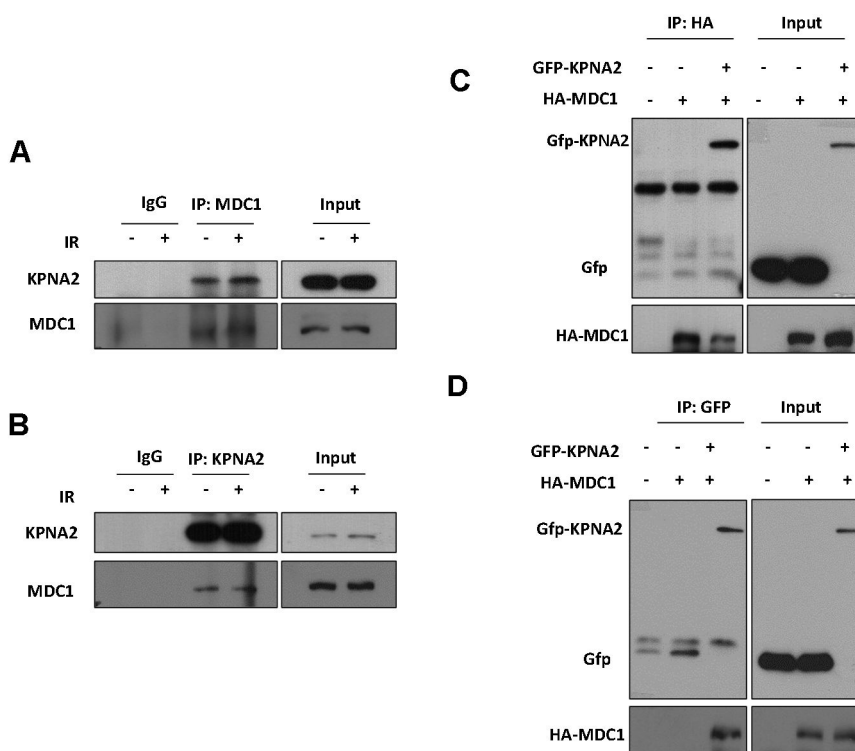 A
IgG IP: MDC1 Input
IR - + - + - +
KPNA2
MDC1
B
IgG IP: KPNA2 Input
IR - + - + - +
KPNA2
MDC1
C
IP: HA Input
GFP-KPNA2 - - + - - +
HA-MDC1 - + + - + +
Gfp-KPNA2
Gfp
HA-MDC1
D
IP: GFP Input
GFP-KPNA2 - - + - - +
HA-MDC1 - + + - + +
Gfp-KPNA2
Gfp
HA-MDC1